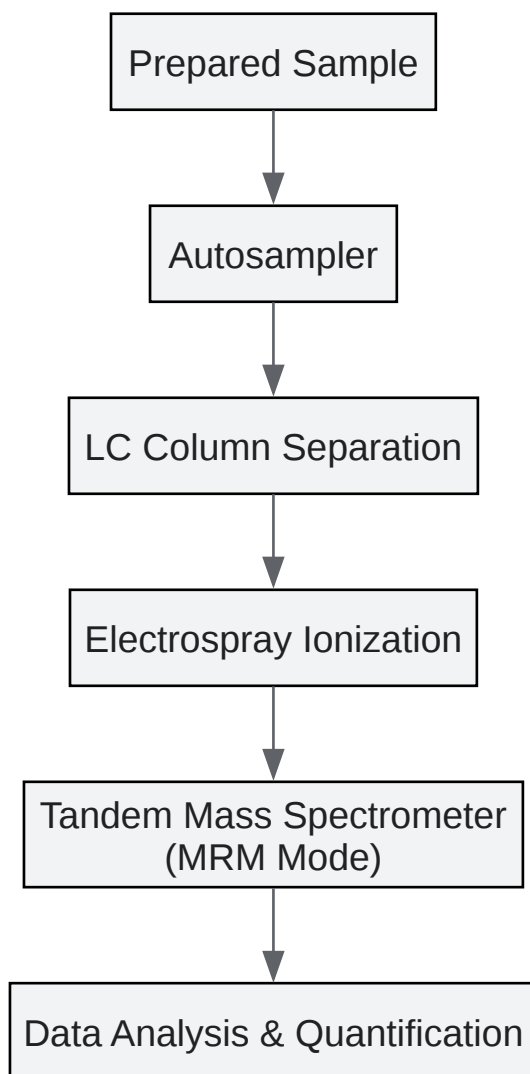 Prepared Sample
Autosampler
LC Column Separation
Electrospray Ionization
Tandem Mass Spectrometer
(MRM Mode)
Data Analysis & Quantification